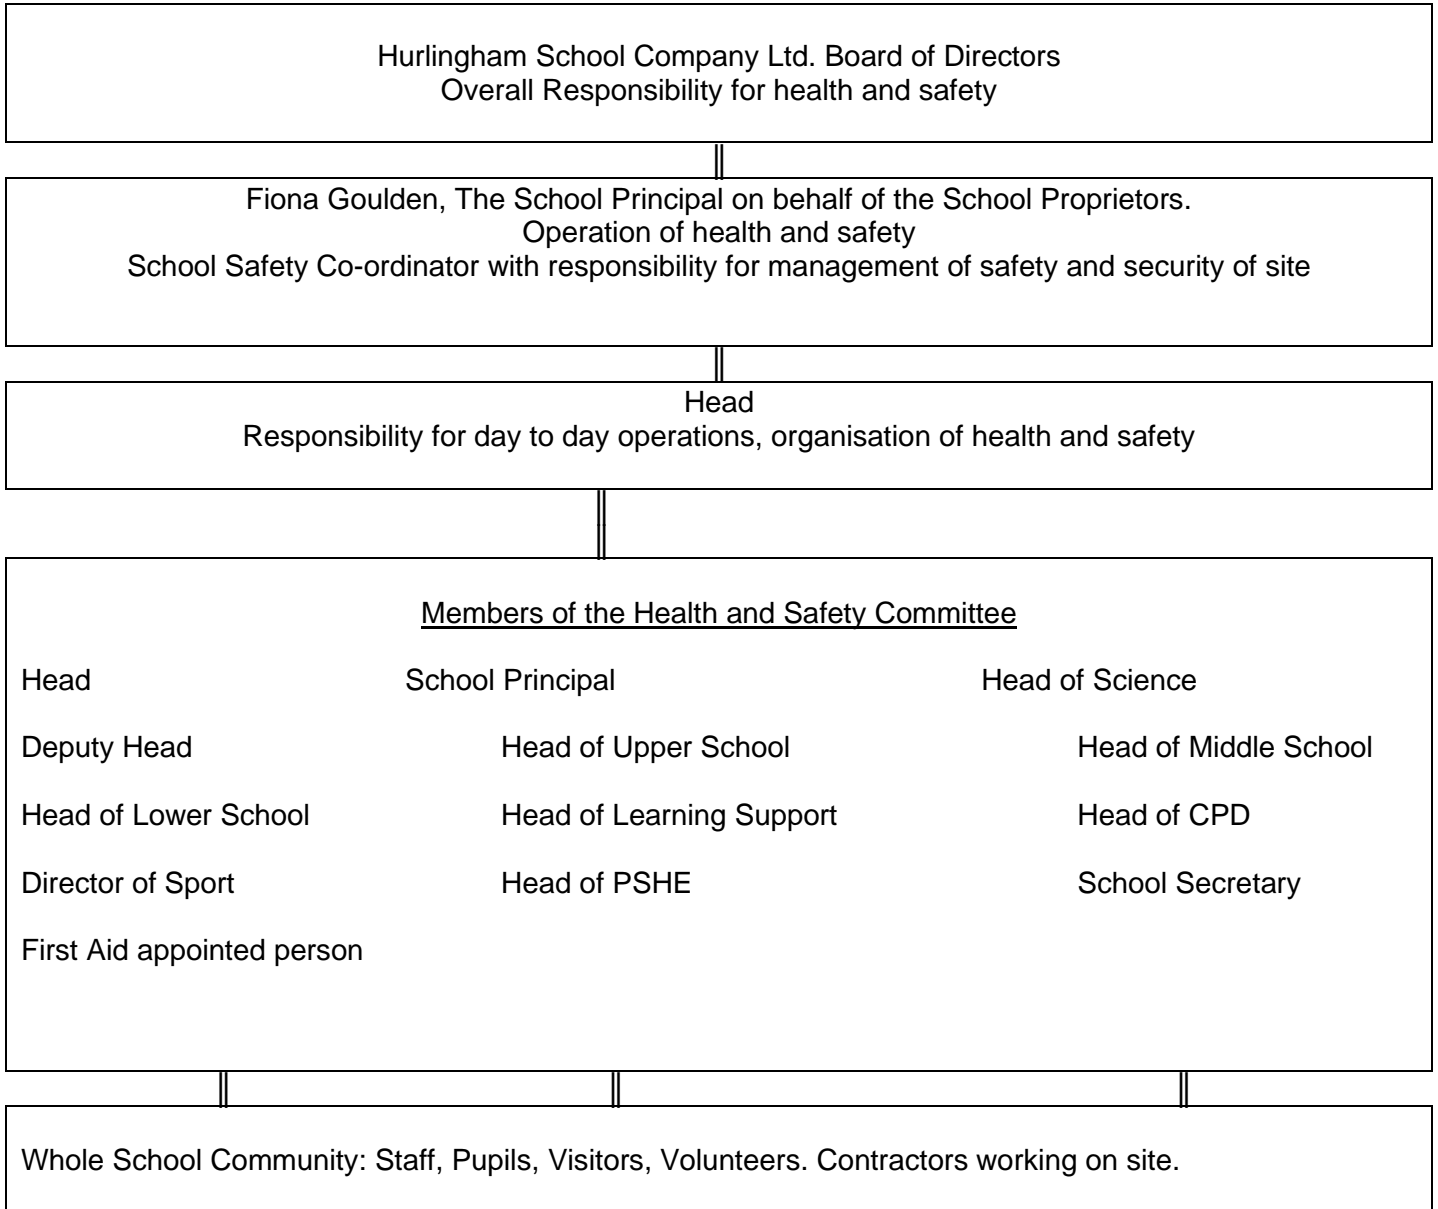 Hurlingham School Company Ltd. Board of Directors
Overall Responsibility for health and safety
Fiona Goulden, The School Principal on behalf of the School Proprietors.
Operation of health and safety
School Safety Co-ordinator with responsibility for management of safety and security of site
Head
Responsibility for day to day operations, organisation of health and safety
Members of the Health and Safety Committee
Head School Principal Head of Science
Deputy Head Head of Upper School Head of Middle School
Head of Lower School Head of Learning Support Head of CPD
Director of Sport Head of PSHE School Secretary
First Aid appointed person
Whole School Community: Staff, Pupils, Visitors, Volunteers. Contractors working on site.